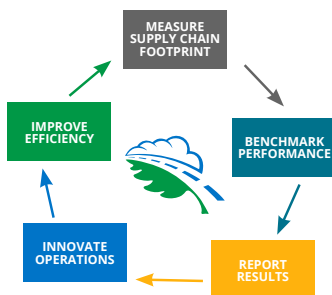 MEASURE
SUPPLY CHAIN
FOOTPRINT
BENCHMARK
PERFORMANCE
REPORT
RESULTS
INNOVATE
OPERATIONS
IMPROVE
EFFICIENCY